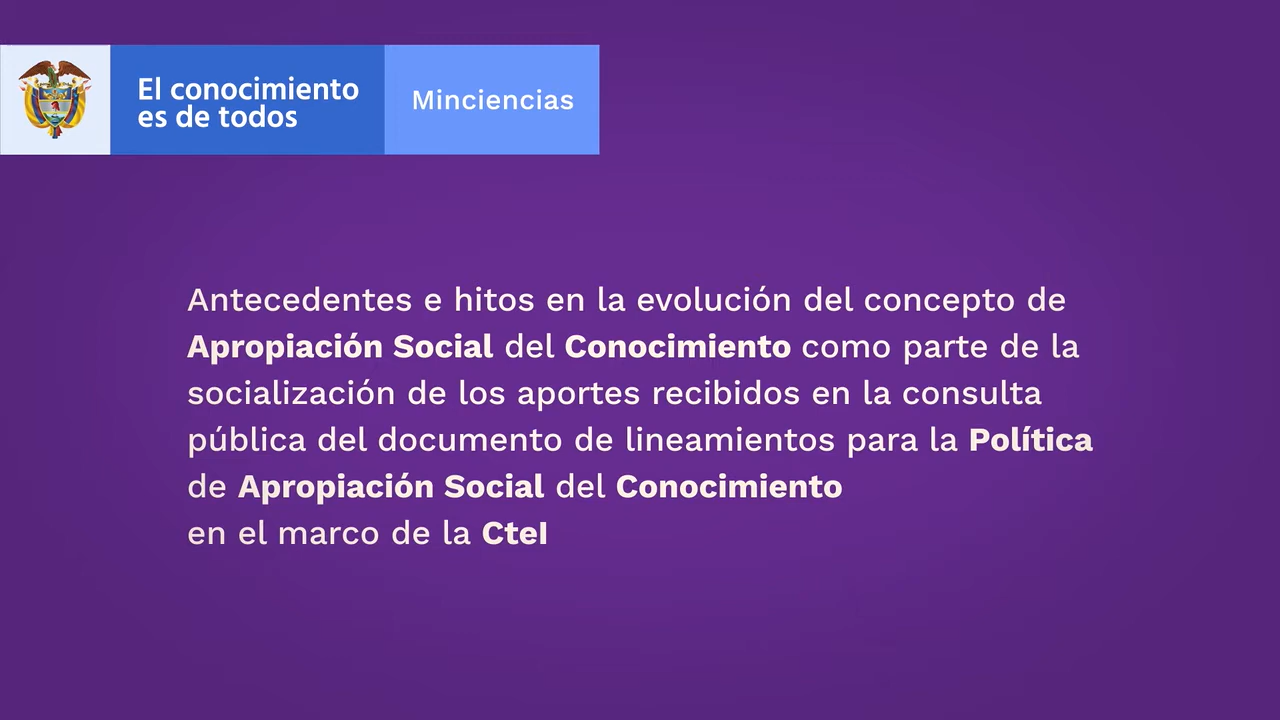 El conocimiento
es de todos
Minciencias
Antecedentes e hitos en la evolución del concepto de
Apropiación Social del Conocimiento como parte de la
socialización de los aportes recibidos en la consulta
pública del documento de lineamientos para la Política
de Apropiación Social del Conocimiento
en el marco de la CteI